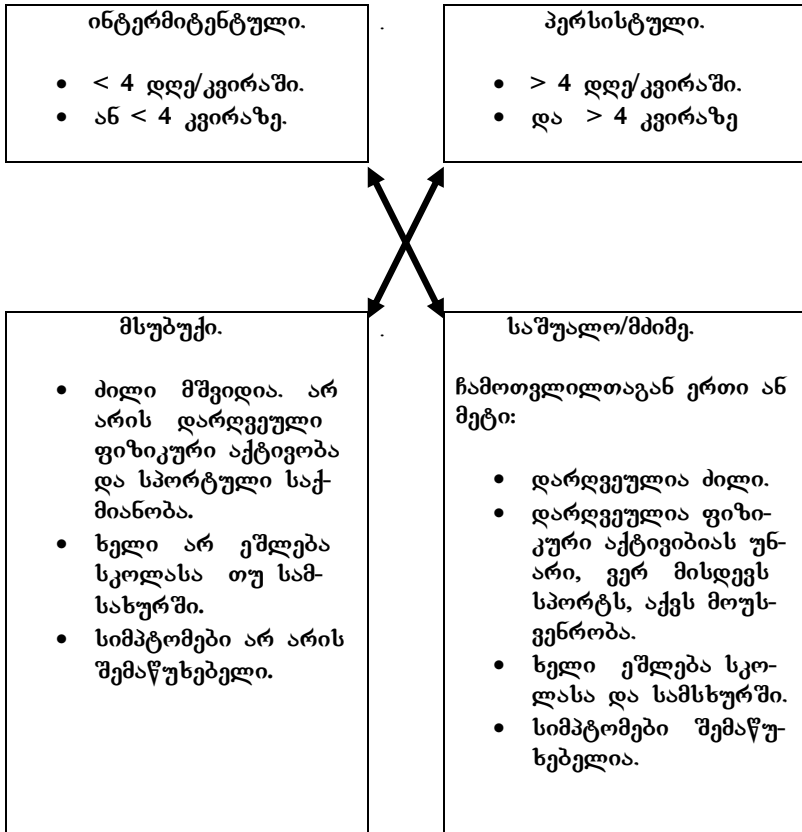 ინტერმიტენტული.
• < 4 დღე/კვირაში.
• ან < 4 კვირაზე.
პერსისტული.
• > 4 დღე/კვირაში.
• და > 4 კვირაზე
მსუბუქი.
• ძილი მშვიდია. არ
არის დარღვეული
ფიზიკური აქტივობა
და სპორტული საქ-
მიანობა.
• ხელი არ ეშლება
სკოლასა თუ სამ-
სახურში.
• სიმპტომები არ არის
შემაწუხებელი.
საშუალო/მძიმე.
ჩამოთვლილთაგან ერთი ან
მეტი:
• დარღვეულია ძილი.
• დარღვეულია ფიზი-
კური აქტივიბიას უნ-
არი, ვერ მისდევს
სპორტს, აქვს მოუს-
ვენრობა.
• ხელი ეშლება სკო-
ლასა და სამსხურში.
• სიმპტომები შემაწუ-
ხებელია.